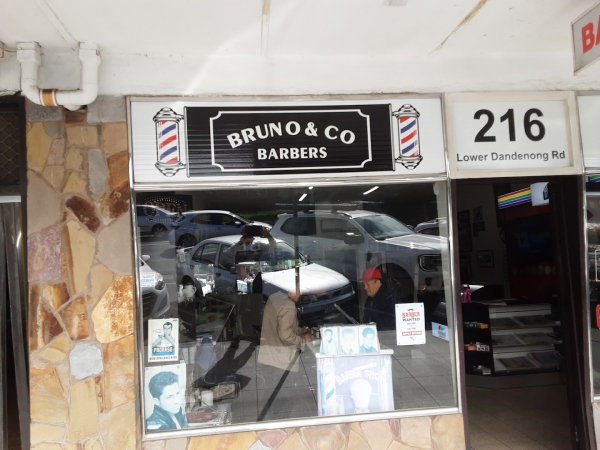 BRUNO & CO
BARBERS
216
Lower Dandenong Rd
BARBER
WANTED